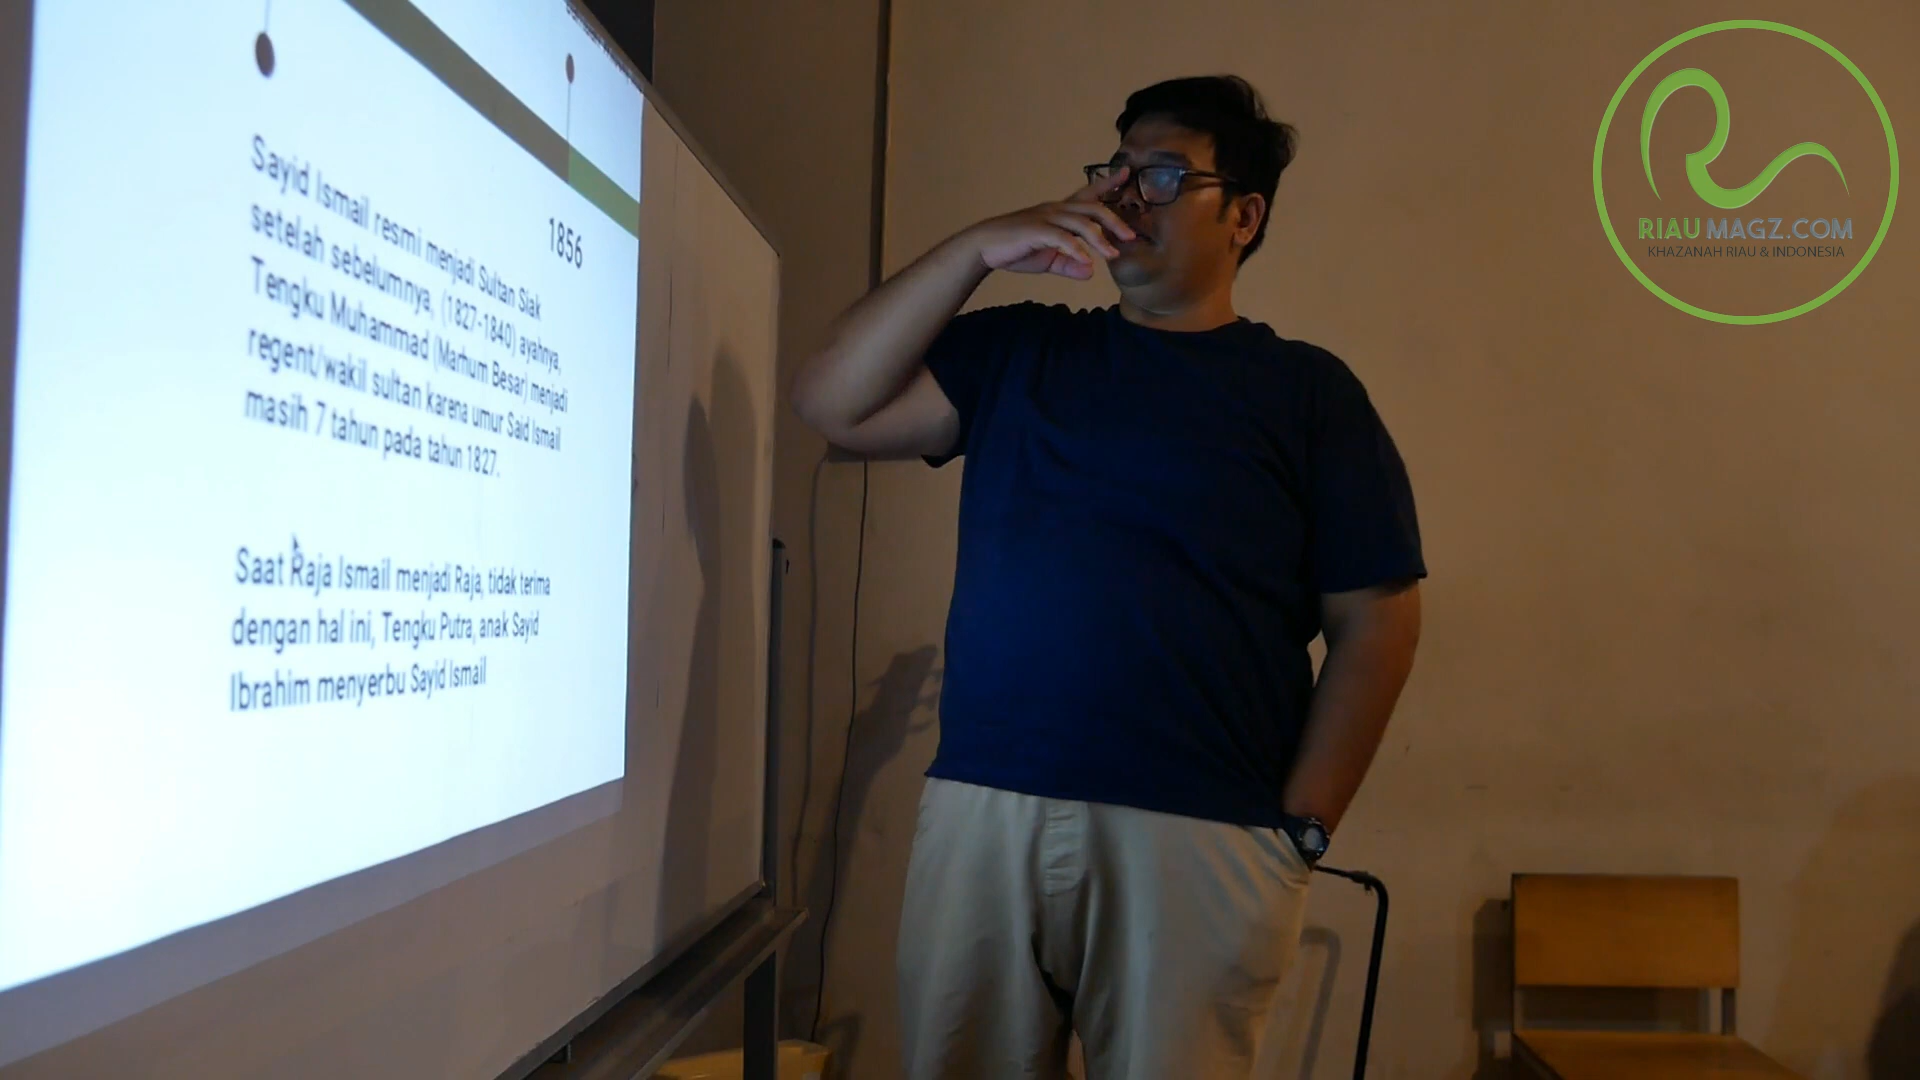 Sayid Ismail resmi menjadi Sultan Siak
setelah sebelumnya, (1827-1840) ayahnya,
Tengku Muhammad (Marhum Besar) menjadi
regent/wakil sultan karena umur Said Ismail
masih 7 tahun pada tahun 1827.
1856
Saat Raja Ismail menjadi Raja, tidak terima
dengan hal ini, Tengku Putra, anak Sayid
Ibrahim menyerbu Sayid Ismail
RIAU MAGZ.COM
KHAZANAH RIAU & INDONESIA